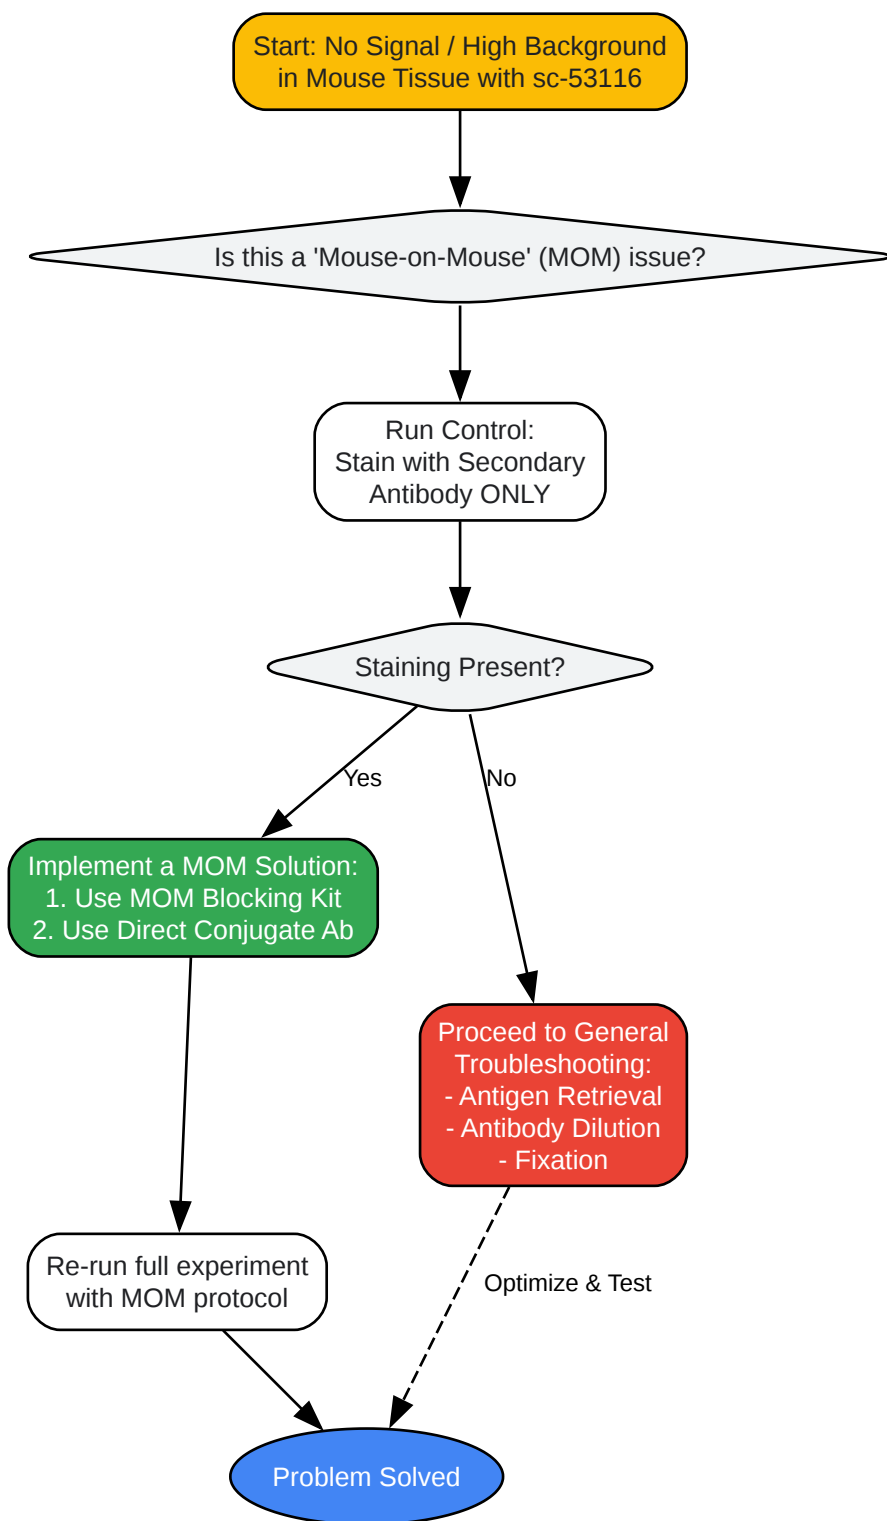 Start: No Signal / High Background
in Mouse Tissue with sc-53116
Is this a 'Mouse-on-Mouse' (MOM) issue?
Run Control:
Stain with Secondary
Antibody ONLY
Staining Present?
Yes
No
Implement a MOM Solution:
1. Use MOM Blocking Kit
2. Use Direct Conjugate Ab
Proceed to General
Troubleshooting:
- Antigen Retrieval
- Antibody Dilution
- Fixation
Re-run full experiment
with MOM protocol
Optimize & Test
Problem Solved